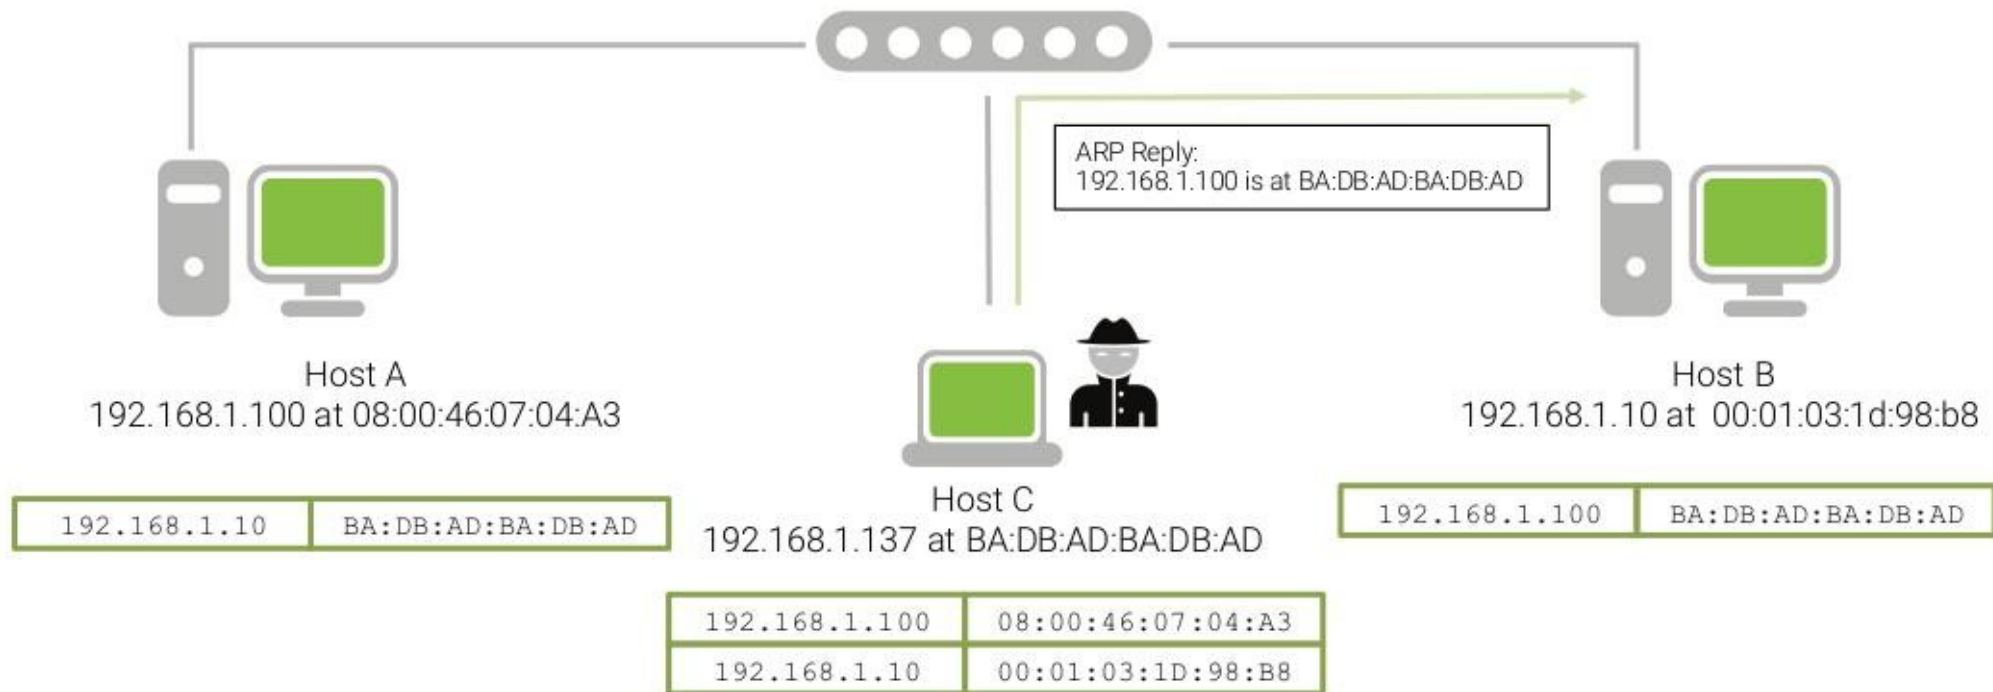 ARP Reply:
192.168.1.100 is at BA:DB:AD:BA:DB:AD
Host A
192.168.1.100 at 08:00:46:07:04:A3
Host B
192.168.1.10 at 00:01:03:1d:98:b8
192.168.1.10 BA:DB:AD:BA:DB:AD
Host C
192.168.1.137 at BA:DB:AD:BA:DB:AD
192.168.1.100 BA:DB:AD:BA:DB:AD
192.168.1.100 08:00:46:07:04:A3
192.168.1.10 00:01:03:1D:98:B8